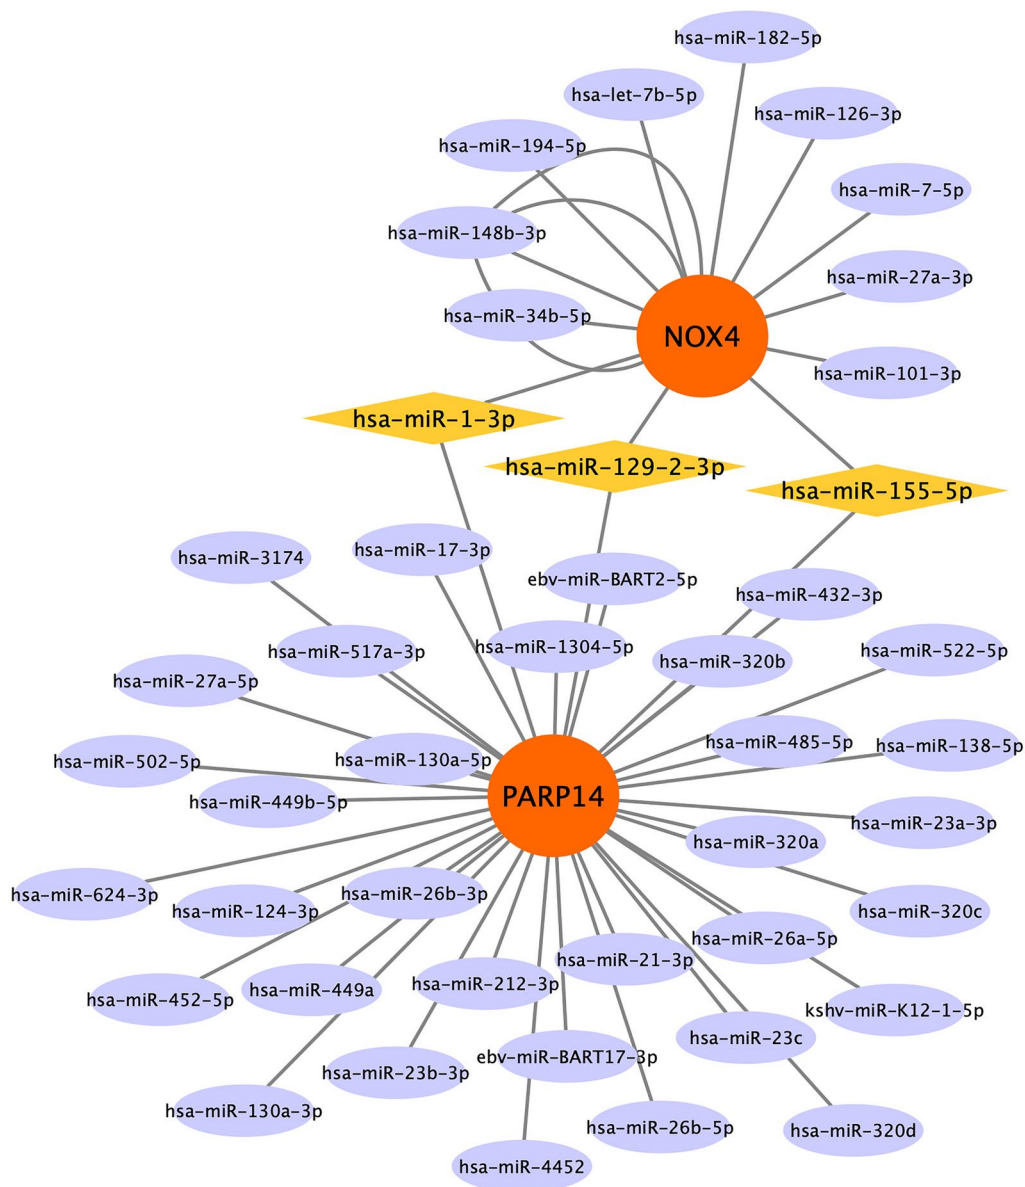 hsa-miR-182-5p
hsa-let-7b-5p
hsa-miR-126-3p
hsa-miR-194-5p
hsa-miR-7-5p
hsa-miR-148b-3p
hsa-miR-27a-3p
hsa-miR-34b-5p
NOX4
hsa-miR-101-3p
hsa-miR-1-3p
hsa-miR-129-2-3p
hsa-miR-155-5p
hsa-miR-17-3p
hsa-miR-3174
ebv-miR-BART2-5p
hsa-miR-432-3p
hsa-miR-517a-3p
hsa-miR-1304-5p
hsa-miR-320b
hsa-miR-522-5p
hsa-miR-27a-5p
hsa-miR-485-5p
hsa-miR-138-5p
hsa-miR-502-5p
hsa-miR-130a-5p
PARP14
hsa-miR-449b-5p
hsa-miR-23a-3p
hsa-miR-320a
hsa-miR-624-3p
hsa-miR-26b-3p
hsa-miR-124-3p
hsa-miR-320c
hsa-miR-26a-5p
hsa-miR-21-3p
hsa-miR-212-3p
hsa-miR-449a
hsa-miR-452-5p
kshv-miR-K12-1-5p
hsa-miR-23c
ebv-miR-BART17-3p
hsa-miR-23b-3p
hsa-miR-130a-3p
hsa-miR-26b-5p
hsa-miR-320d
hsa-miR-4452